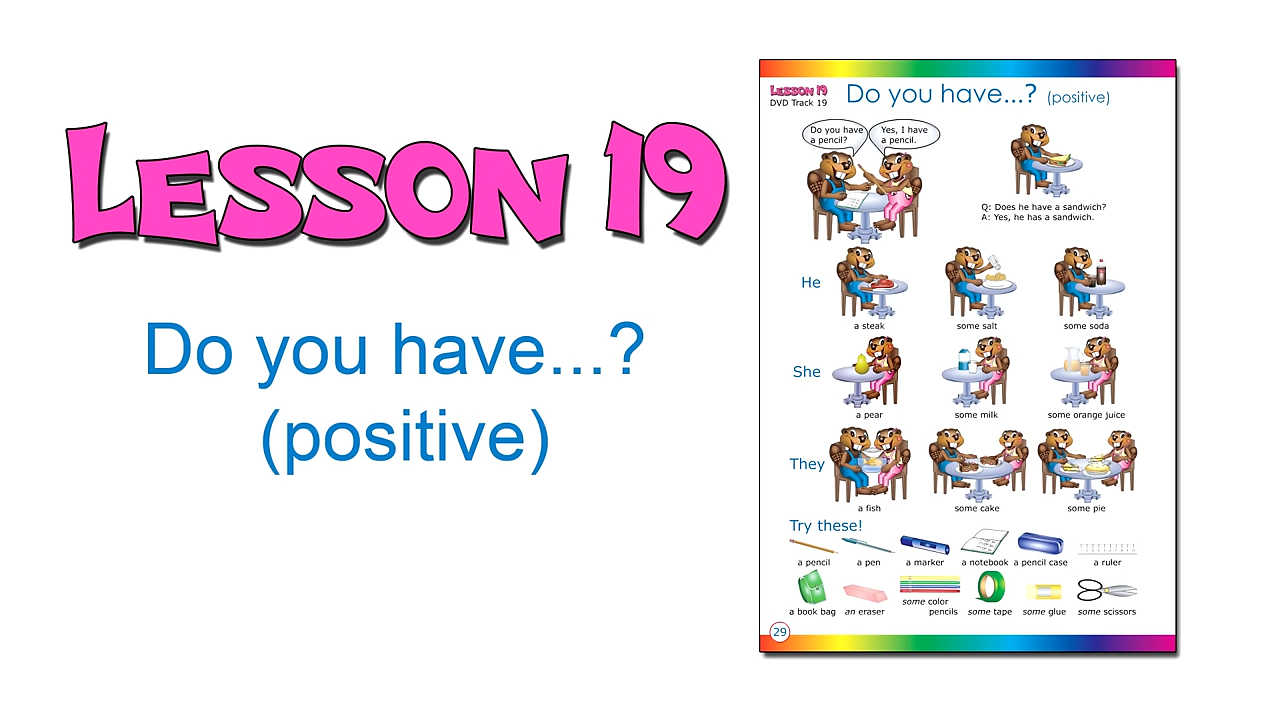 LESSON 19
Do you have...?
(positive)
LESSON 19
DVD Track 19
Do you have...? (positive)
Do you have
a pencil?
Yes, I have
a pencil.
Q: Does he have a sandwich?
A: Yes, he has a sandwich.
He
a steak
some salt
some soda
She
a pear
some milk
some orange juice
They
a fish
some cake
some pie
Try these!
a pencil
a pen
a marker
a notebook
a pencil case
a ruler
a book bag
an eraser
some color
pencils
some tape
some glue
some scissors
29